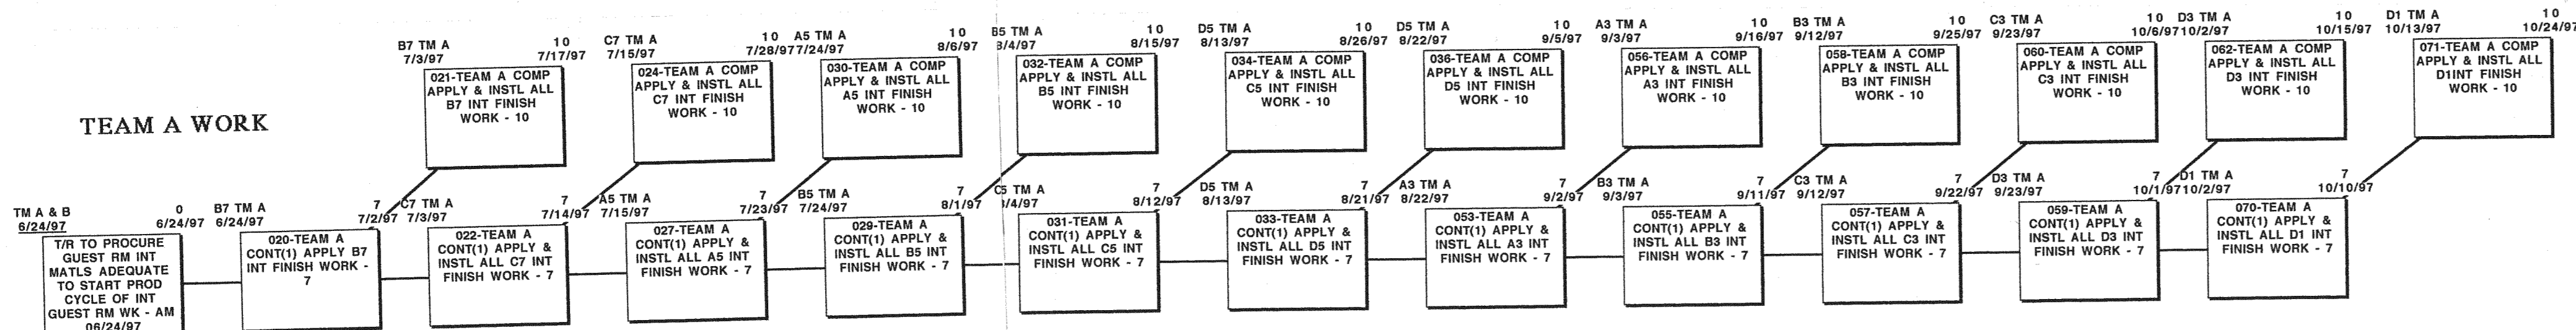 TEAM A WORK
B7 TM A 10
7/3/97 7/17/97
021-TEAM A COMP
APPLY & INSTL ALL
B7 INT FINISH
WORK - 10
C7 TM A 10
7/15/97 7/28/97
024-TEAM A COMP
APPLY & INSTL ALL
C7 INT FINISH
WORK - 10
A5 TM A 10
7/24/97 8/6/97
030-TEAM A COMP
APPLY & INSTL ALL
A5 INT FINISH
WORK - 10
B5 TM A 10
8/4/97 8/15/97
032-TEAM A COMP
APPLY & INSTL ALL
B5 INT FINISH
WORK - 10
D5 TM A 10
8/13/97 8/26/97
034-TEAM A COMP
APPLY & INSTL ALL
C5 INT FINISH
WORK - 10
D5 TM A 10
8/22/97 9/5/97
036-TEAM A COMP
APPLY & INSTL ALL
D5 INT FINISH
WORK - 10
A3 TM A 10
9/3/97 9/16/97
056-TEAM A COMP
APPLY & INSTL ALL
A3 INT FINISH
WORK - 10
B3 TM A 10
9/12/97 9/25/97
058-TEAM A COMP
APPLY & INSTL ALL
B3 INT FINISH
WORK - 10
C3 TM A 10
9/23/97 10/6/97
060-TEAM A COMP
APPLY & INSTL ALL
C3 INT FINISH
WORK - 10
D3 TM A 10
10/2/97 10/15/97
062-TEAM A COMP
APPLY & INSTL ALL
D3 INT FINISH
WORK - 10
D1 TM A 10
10/13/97 10/24/97
071-TEAM A COMP
APPLY & INSTL ALL
D1INT FINISH
WORK - 10
TM A & B 0
6/24/97 6/24/97
T/R TO PROCURE
GUEST RM INT
MATLS ADEQUATE
TO START PROD
CYCLE OF INT
GUEST RM WK - AM
06/24/97
B7 TM A 7
6/24/97 7/2/97
020-TEAM A
CONT(1) APPLY B7
INT FINISH WORK -
7
C7 TM A 7
7/3/97 7/14/97
022-TEAM A
CONT(1) APPLY &
INSTL ALL C7 INT
FINISH WORK - 7
A5 TM A 7
7/15/97 7/23/97
027-TEAM A
CONT(1) APPLY &
INSTL ALL A5 INT
FINISH WORK - 7
B5 TM A 7
7/24/97 8/1/97
029-TEAM A
CONT(1) APPLY &
INSTL ALL B5 INT
FINISH WORK - 7
C5 TM A 7
8/4/97 8/12/97
031-TEAM A
CONT(1) APPLY &
INSTL ALL C5 INT
FINISH WORK - 7
D5 TM A 7
8/13/97 8/21/97
033-TEAM A
CONT(1) APPLY &
INSTL ALL D5 INT
FINISH WORK - 7
A3 TM A 7
8/22/97 9/2/97
053-TEAM A
CONT(1) APPLY &
INSTL ALL A3 INT
FINISH WORK - 7
B3 TM A 7
9/3/97 9/11/97
055-TEAM A
CONT(1) APPLY &
INSTL ALL B3 INT
FINISH WORK - 7
C3 TM A 7
9/12/97 9/22/97
057-TEAM A
CONT(1) APPLY &
INSTL ALL C3 INT
FINISH WORK - 7
D3 TM A 7
9/23/97 10/1/97
059-TEAM A
CONT(1) APPLY &
INSTL ALL D3 INT
FINISH WORK - 7
D1 TM A 7
10/2/97 10/10/97
070-TEAM A
CONT(1) APPLY &
INSTL ALL D1 INT
FINISH WORK - 7